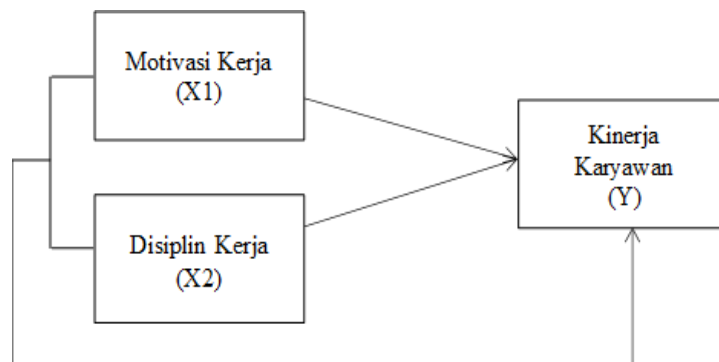 Motivasi Kerja
(X1)
Kinerja
Karyawan
(Y)
Disiplin Kerja
(X2)